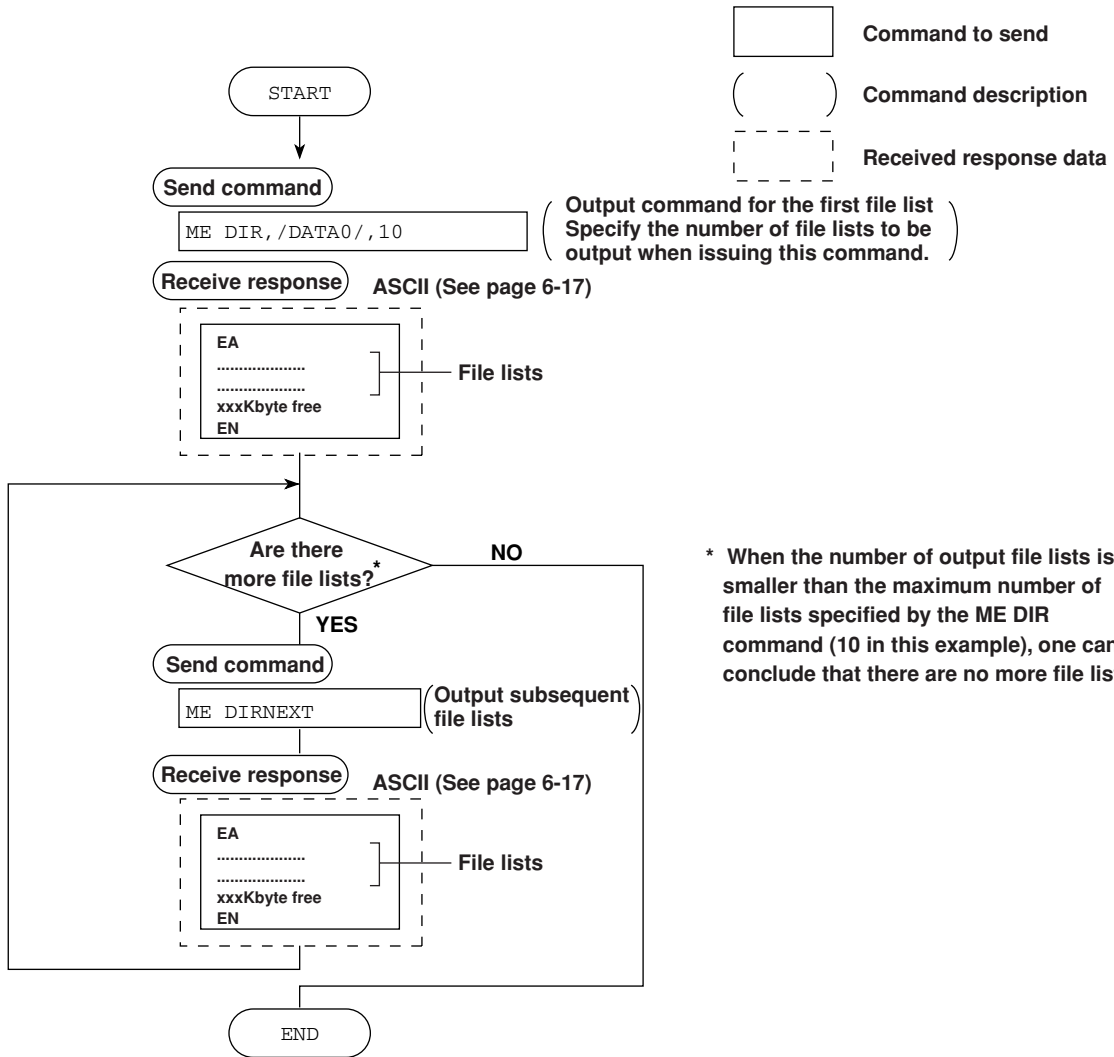 Command to send
Command description
Received response data
START
Send command
ME DIR,/DATA0/,10
Output command for the first file list
Specify the number of file lists to be
output when issuing this command.
Receive response
ASCII (See page 6-17)
EA
....................
....................
xxxKbyte free
EN
File lists
Are there
more file lists?*
NO
YES
* When the number of output file lists is
smaller than the maximum number of
file lists specified by the ME DIR
command (10 in this example), one can
conclude that there are no more file lis
Send command
ME DIRNEXT
Output subsequent
file lists
Receive response
ASCII (See page 6-17)
EA
....................
....................
xxxKbyte free
EN
File lists
END